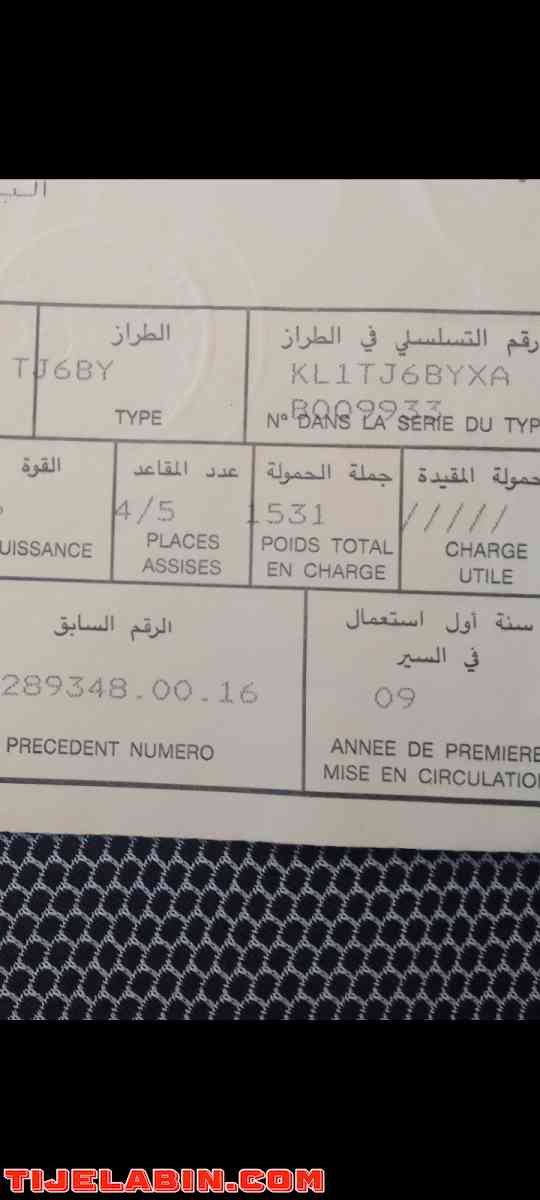 الطراز
TJ6BY
TYPE
رقم التسلسلي في الطراز
KL1TJ6BYXA
B009933
N° DANS LA SERIE DU TYP
القوة
UISSANCE
عدد المقاعد
4/5
PLACES
ASSISES
جملة الحمولة
1531
POIDS TOTAL
EN CHARGE
حمولة المقيدة
/////
CHARGE
UTILE
الرقم السابق
289348.00.16
PRECEDENT NUMERO
سنة أول استعمال
في السير
09
ANNEE DE PREMIERE
MISE EN CIRCULATION
TIJELABIN.COM